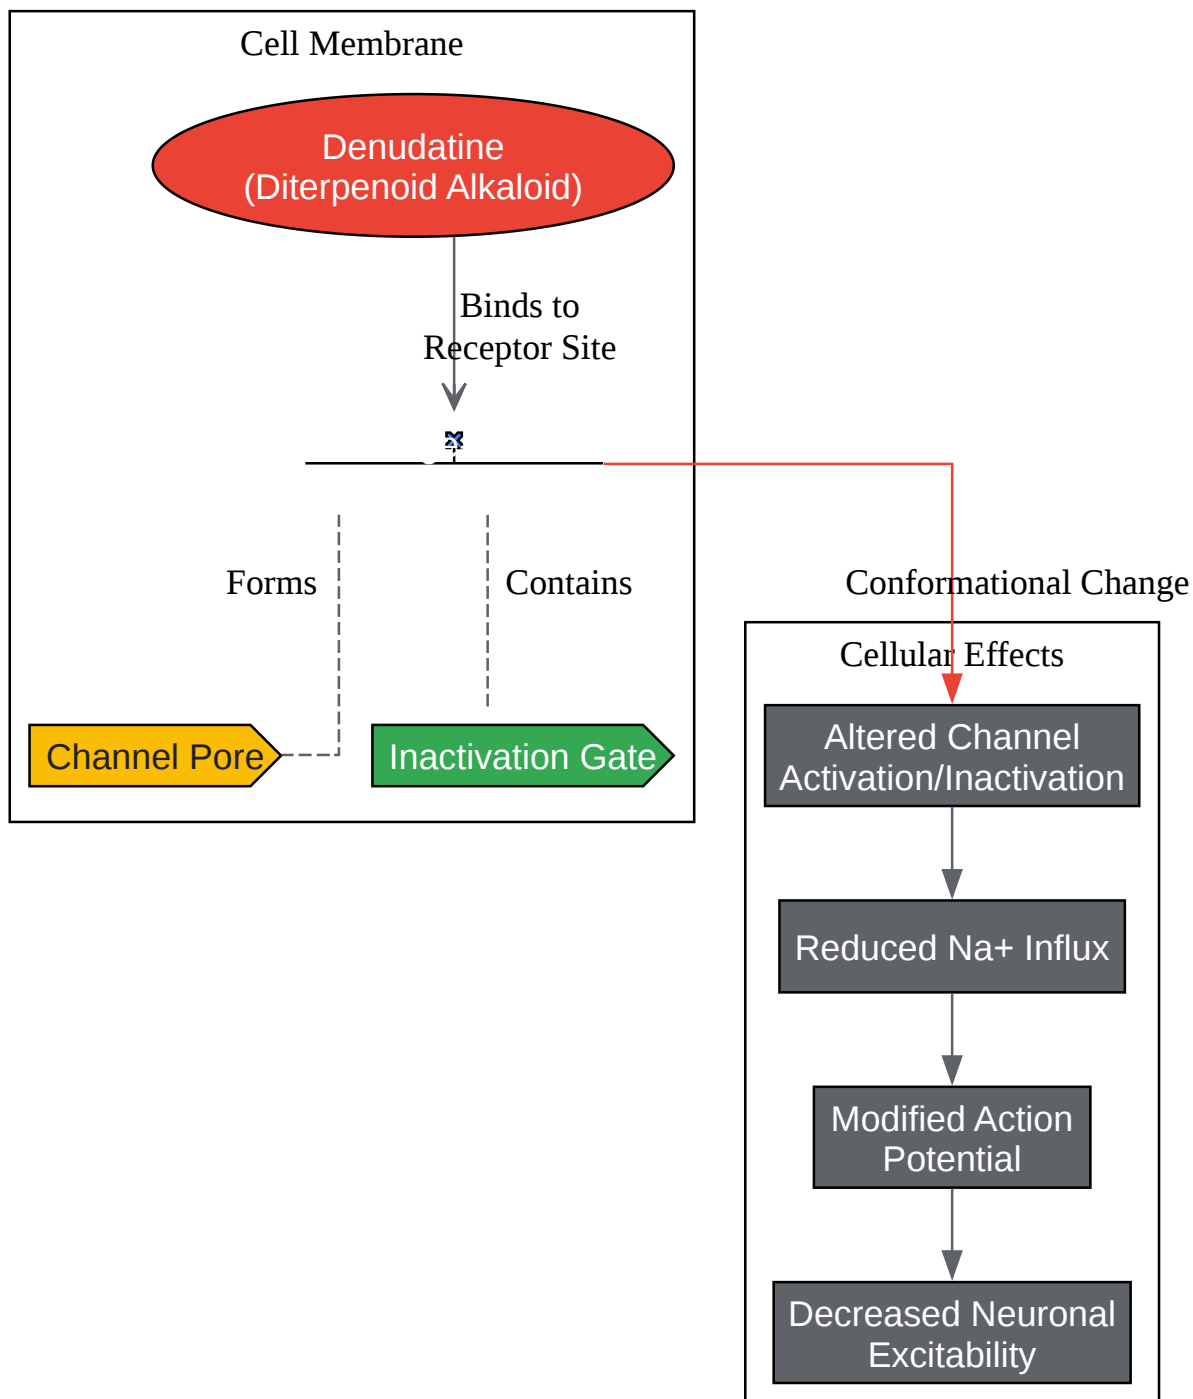 Cell Membrane
Denudatine
(Diterpenoid Alkaloid)
Binds to
Receptor Site
Forms
Contains
Conformational Change
Cellular Effects
Channel Pore
Inactivation Gate
Altered Channel
Activation/Inactivation
Reduced Na+ Influx
Modified Action
Potential
Decreased Neuronal
Excitability